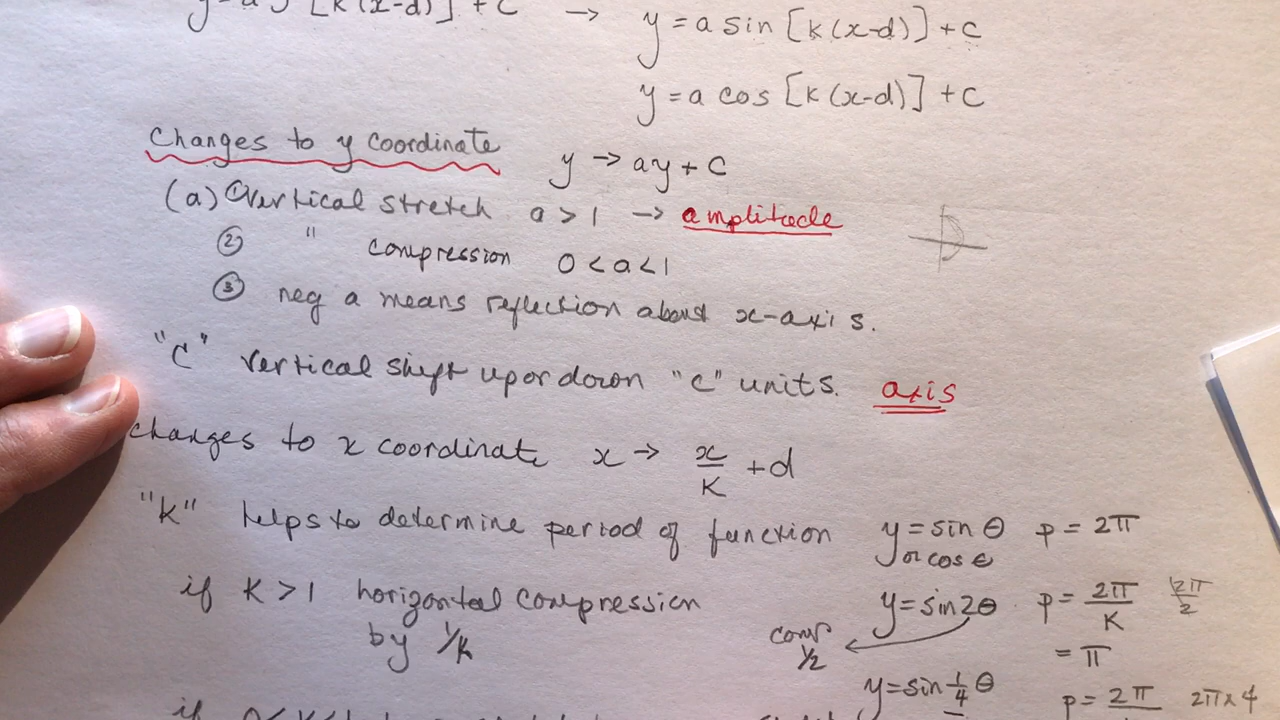 y = a f [k(x-d)] + c → y = a sin [k(x-d)] + c
y = a cos [k(x-d)] + c
Changes to y coordinate y → ay + c
(a) ① Vertical stretch a > 1 → amplitude
② " compression 0 < a < 1
③ neg a means reflection about x-axis.
"C" vertical shift up or down "c" units. axis
changes to x coordinate x → x/K + d
"K" helps to determine period of function y = sin θ p = 2π
or cos θ
if K > 1 horizontal compression y = sin 2θ p = 2π/K 2π/2
by 1/k comp 1/2 = π
y = sin 1/4 θ p = 2π 2π x 4
if 0 < K < 1